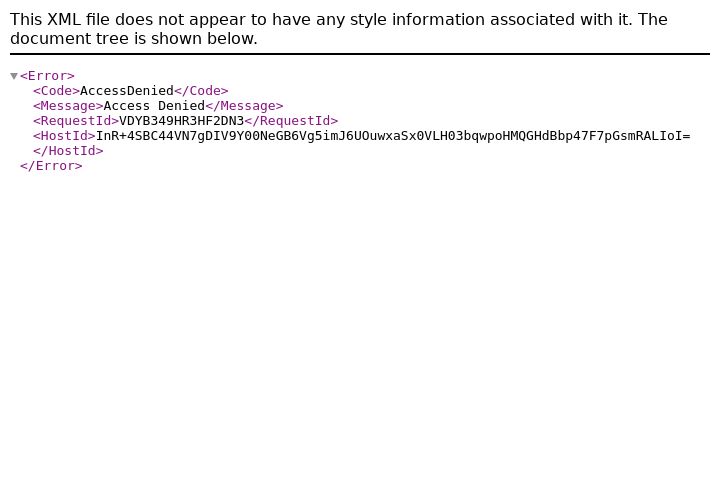 This XML file does not appear to have any style information associated with it. The
document tree is shown below.
<Error>
<Code>AccessDenied</Code>
<Message>Access Denied</Message>
<RequestId>VDYB349HR3HF2DN3</RequestId>
<HostId>InR+4SBC44VN7gDIV9Y00NeGB6Vg5imJ6UOuwxaSx0VLH03bqwpoHMQGHdBbp47F7pGsmRALIoI=
</HostId>
</Error>